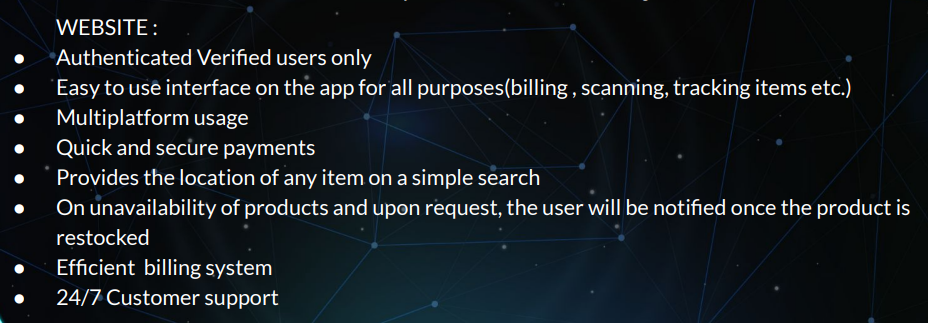 WEBSITE :
● Authenticated Verified users only
● Easy to use interface on the app for all purposes(billing , scanning, tracking items etc.)
● Multiplatform usage
● Quick and secure payments
● Provides the location of any item on a simple search
● On unavailability of products and upon request, the user will be notified once the product is
restocked
● Efficient  billing system
● 24/7 Customer support